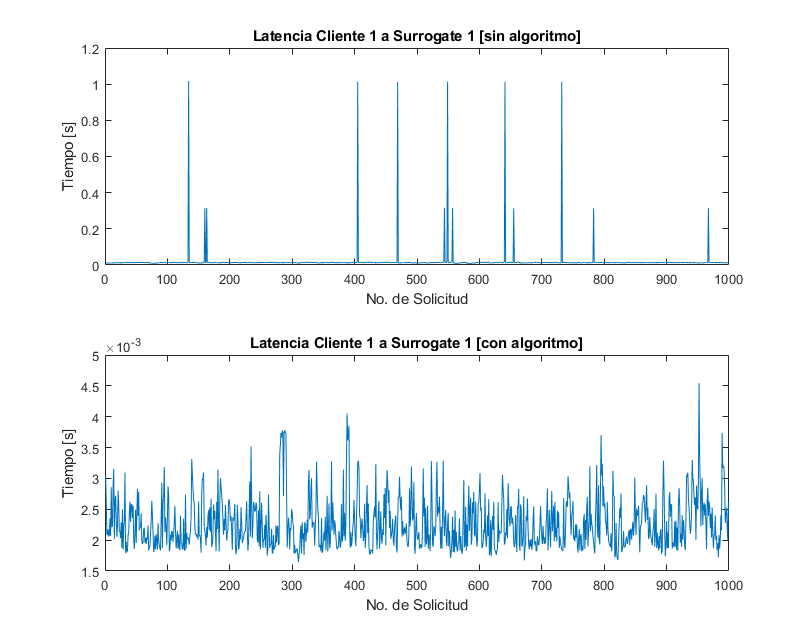 Latencia Cliente 1 a Surrogate 1 [sin algoritmo]
1.2
1
0.8
0.6
0.4
0.2
0
Tiempo [s]
0 100 200 300 400 500 600 700 800 900 1000
No. de Solicitud
Latencia Cliente 1 a Surrogate 1 [con algoritmo]
×10-3
5
4.5
4
3.5
3
2.5
2
1.5
Tiempo [s]
0 100 200 300 400 500 600 700 800 900 1000
No. de Solicitud